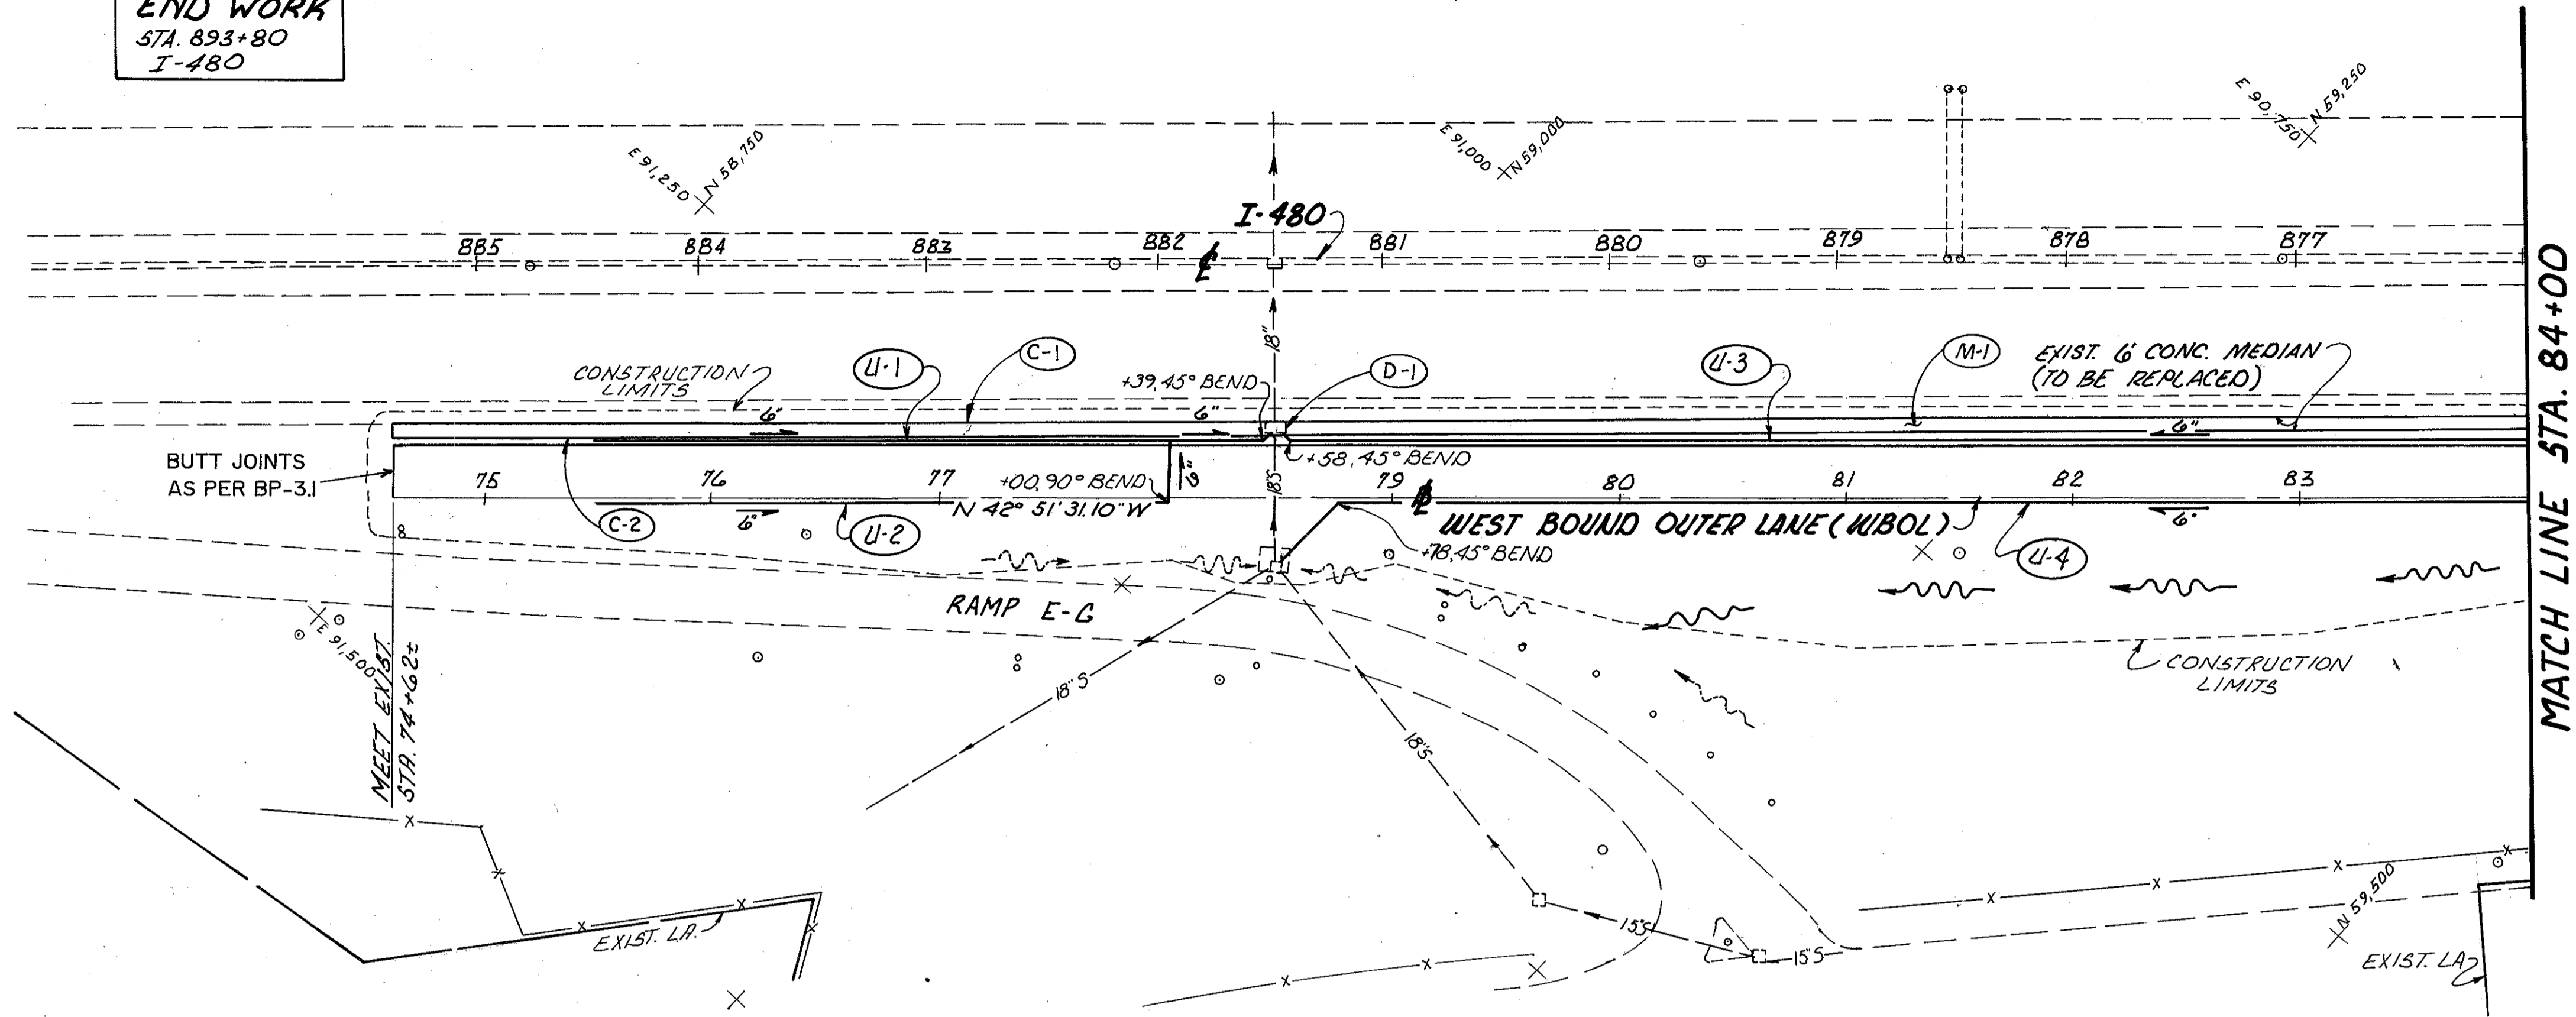 END WORK
STA. 893+80
I-480
E 91,250
N 58,750
E 91,000
N 59,000
E 90,750
N 59,250
I-480
885
884
883
882
℄
881
880
879
878
877
18"
CONSTRUCTION
LIMITS
U-1
C-1
+39, 45° BEND
D-1
U-3
M-1
EXIST. 6' CONC. MEDIAN
(TO BE REPLACED)
6"
6"
6"
BUTT JOINTS
AS PER BP-3.1
+58, 45° BEND
75
76
77
+00, 90° BEND
6"
18"S
79
80
81
82
83
N 42° 51' 31.10" W
C-2
6"
U-2
WEST BOUND OUTER LANE (WBOL)
6"
8
+78, 45° BEND
U-4
RAMP E-G
E 91,500
MEET EXIST.
STA. 74+62±
CONSTRUCTION
LIMITS
18"S
18"S
EXIST. L.A.
15"S
15"S
N 59,500
EXIST. LA
MATCH LINE STA. 84+00